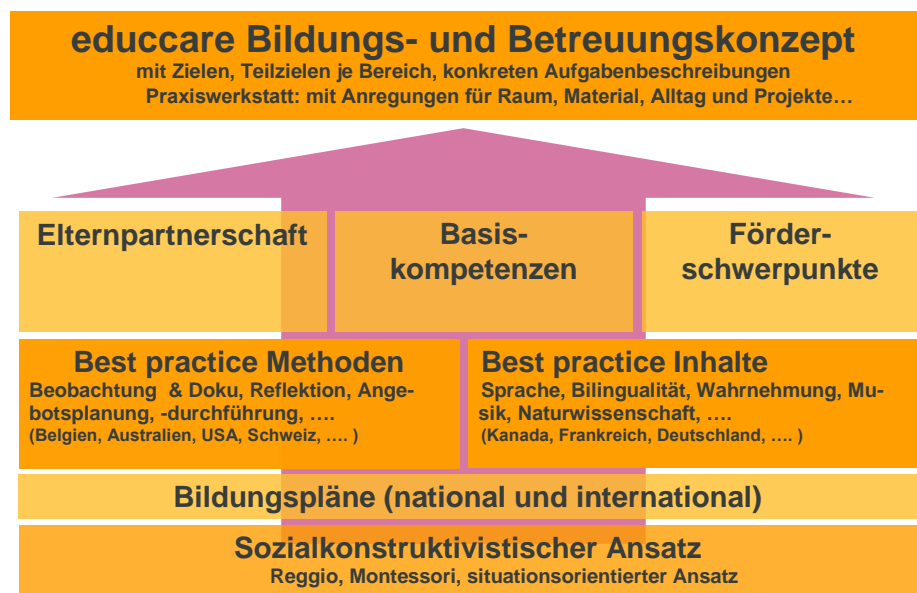 educcare Bildungs- und Betreuungskonzept
mit Zielen, Teilzielen je Bereich, konkreten Aufgabenbeschreibungen
Praxiswerkstatt: mit Anregungen für Raum, Material, Alltag und Projekte…
Elternpartnerschaft
Basis-
kompetenzen
Förder-
schwerpunkte
Best practice Methoden
Beobachtung & Doku, Reflektion, Ange-
botsplanung, -durchführung, ….
(Belgien, Australien, USA, Schweiz, …. )
Best practice Inhalte
Sprache, Bilingualität, Wahrnehmung, Mu-
sik, Naturwissenschaft, ….
(Kanada, Frankreich, Deutschland, …. )
Bildungspläne (national und international)
Sozialkonstruktivistischer Ansatz
Reggio, Montessori, situationsorientierter Ansatz